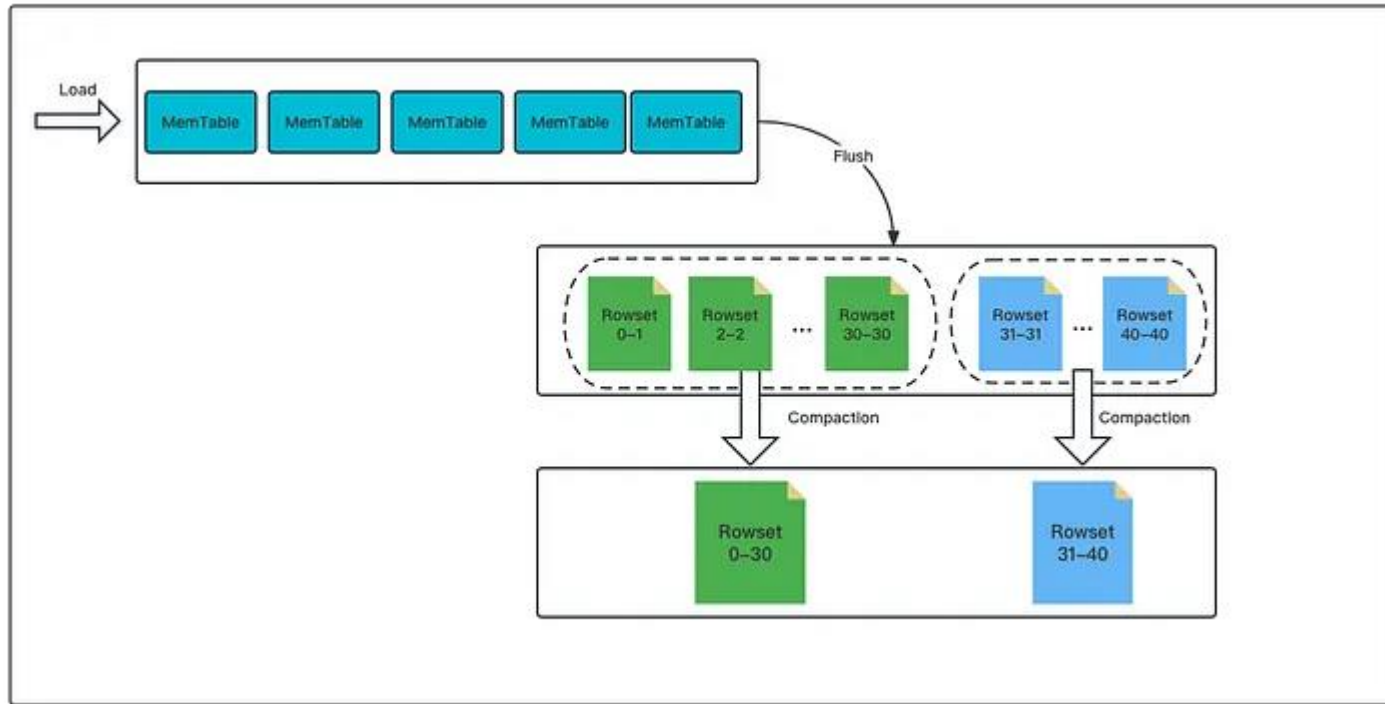 Load
MemTable
MemTable
MemTable
MemTable
MemTable
Flush
Rowset
0–1
Rowset
2–2
...
Rowset
30–30
Rowset
31–31
...
Rowset
40–40
Compaction
Compaction
Rowset
0–30
Rowset
31–40